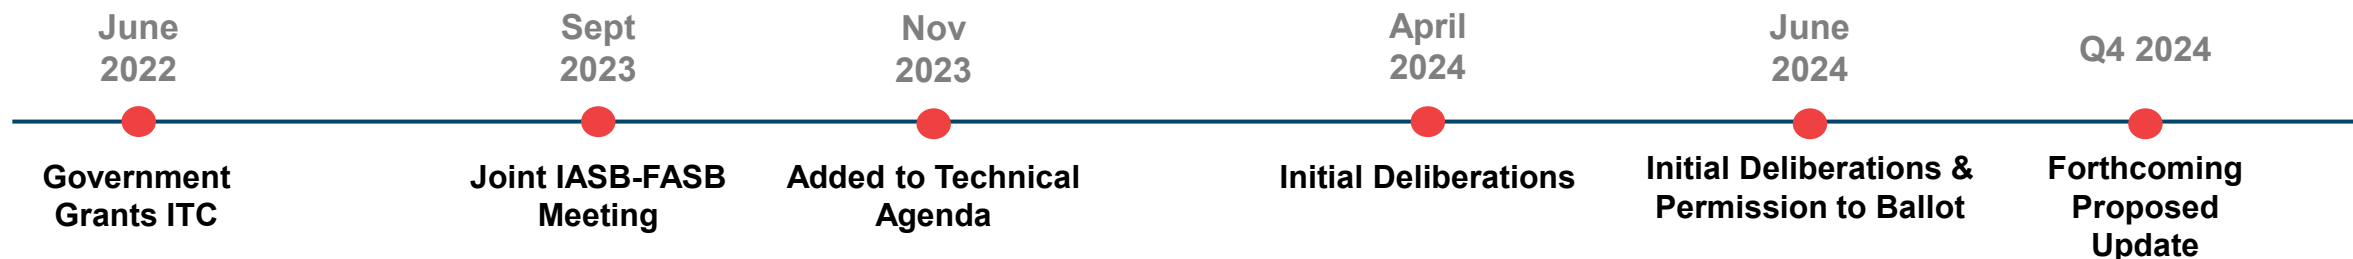 June
2022
Sept
2023
Nov
2023
April
2024
June
2024
Q4 2024
Government
Grants ITC
Joint IASB-FASB
Meeting
Added to Technical
Agenda
Initial Deliberations
Initial Deliberations &
Permission to Ballot
Forthcoming
Proposed
Update